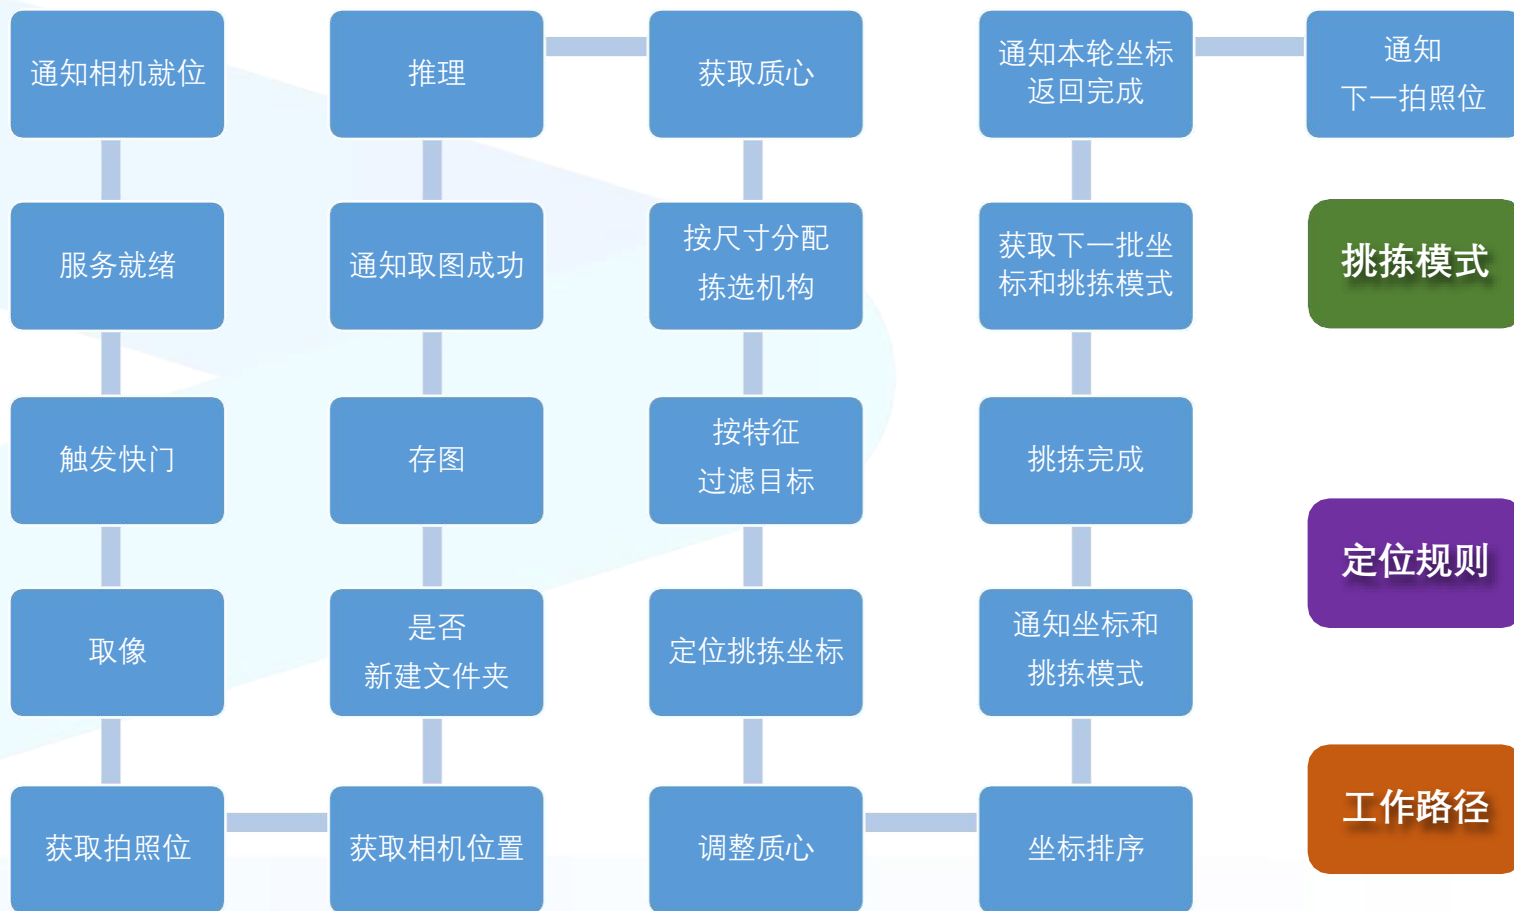 通知相机就位
服务就绪
触发快门
取像
获取拍照位
获取相机位置
是否
新建文件夹
存图
通知取图成功
推理
获取质心
按尺寸分配
拣选机构
按特征
过滤目标
定位挑拣坐标
调整质心
坐标排序
通知坐标和
挑拣模式
挑拣完成
获取下一批坐
标和挑拣模式
通知本轮坐标
返回完成
通知
下一拍照位
挑拣模式
定位规则
工作路径